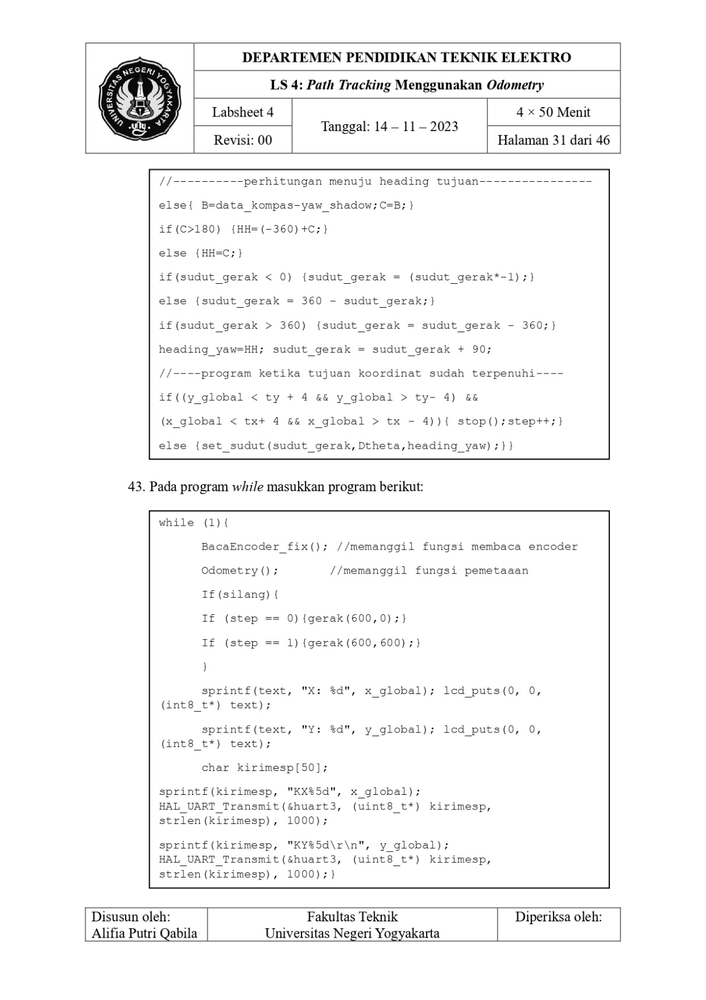 UNIVERSITAS NEGERI YOGYAKARTA
uny
DEPARTEMEN PENDIDIKAN TEKNIK ELEKTRO
LS 4: Path Tracking Menggunakan Odometry
Labsheet 4
Tanggal: 14 – 11 – 2023
4 × 50 Menit
Revisi: 00
Halaman 31 dari 46
//----------perhitungan menuju heading tujuan----------------
else{ B=data_kompas-yaw_shadow;C=B;}
if(C>180) {HH=(-360)+C;}
else {HH=C;}
if(sudut_gerak < 0) {sudut_gerak = (sudut_gerak*-1);}
else {sudut_gerak = 360 - sudut_gerak;}
if(sudut_gerak > 360) {sudut_gerak = sudut_gerak - 360;}
heading_yaw=HH; sudut_gerak = sudut_gerak + 90;
//----program ketika tujuan koordinat sudah terpenuhi----
if((y_global < ty + 4 && y_global > ty- 4) &&
(x_global < tx+ 4 && x_global > tx - 4)){ stop();step++;}
else {set_sudut(sudut_gerak,Dtheta,heading_yaw);}}
43. Pada program while masukkan program berikut:
while (1){
BacaEncoder_fix(); //memanggil fungsi membaca encoder
Odometry(); //memanggil fungsi pemetaaan
If(silang){
If (step == 0){gerak(600,0);}
If (step == 1){gerak(600,600);}
}
sprintf(text, "X: %d", x_global); lcd_puts(0, 0,
(int8_t*) text);
sprintf(text, "Y: %d", y_global); lcd_puts(0, 0,
(int8_t*) text);
char kirimesp[50];
sprintf(kirimesp, "KX%5d", x_global);
HAL_UART_Transmit(&huart3, (uint8_t*) kirimesp,
strlen(kirimesp), 1000);
sprintf(kirimesp, "KY%5d\r\n", y_global);
HAL_UART_Transmit(&huart3, (uint8_t*) kirimesp,
strlen(kirimesp), 1000);}
Disusun oleh:
Alifia Putri Qabila
Fakultas Teknik
Universitas Negeri Yogyakarta
Diperiksa oleh: